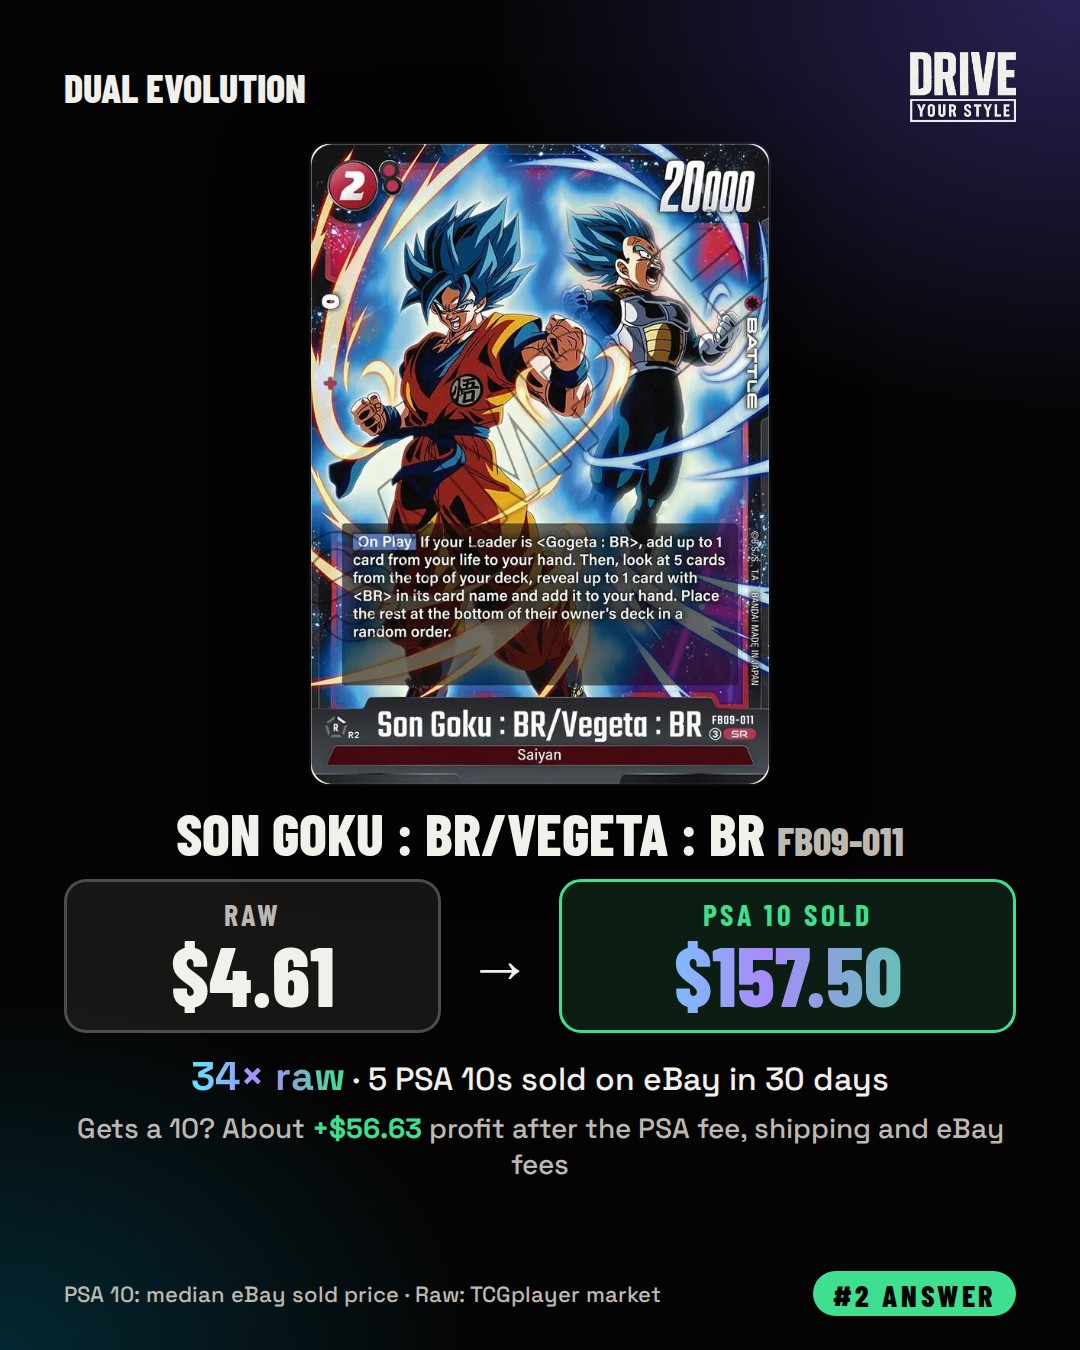 DUAL EVOLUTION
DRIVE
YOUR STYLE
2
20000
0
BATTLE
On Play If your Leader is <Gogeta : BR>, add up to 1
card from your life to your hand. Then, look at 5 cards
from the top of your deck, reveal up to 1 card with
<BR> in its card name and add it to your hand. Place
the rest at the bottom of their owner's deck in a
random order.
BANDAI MADE IN JAPAN
R
R2
Son Goku : BR/Vegeta : BR
FB09-011
3 SR
Saiyan
SON GOKU : BR/VEGETA : BR FB09-011
RAW
$4.61
→
PSA 10 SOLD
$157.50
34× raw · 5 PSA 10s sold on eBay in 30 days
Gets a 10? About +$56.63 profit after the PSA fee, shipping and eBay
fees
PSA 10: median eBay sold price · Raw: TCGplayer market
#2 ANSWER